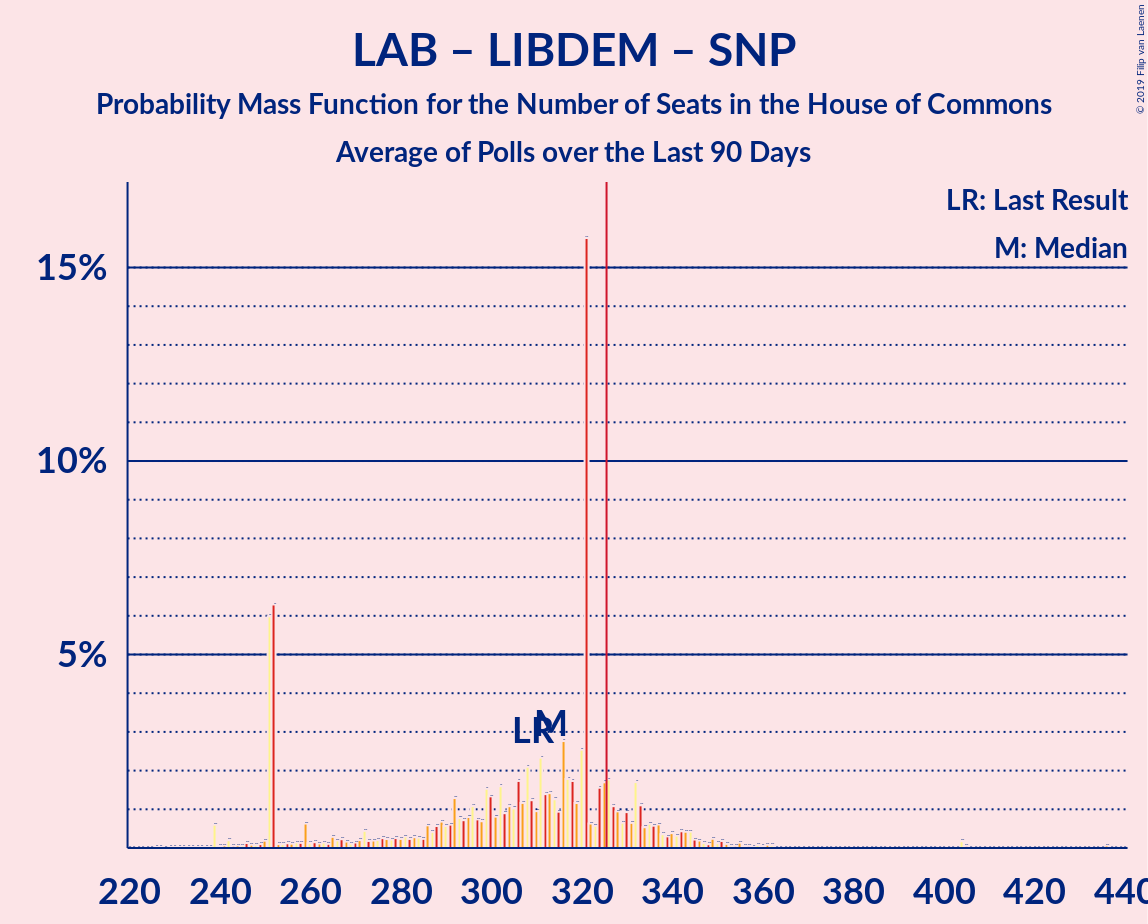 LAB – LIBDEM – SNP
Probability Mass Function for the Number of Seats in the House of Commons
Average of Polls over the Last 90 Days
© 2019 Filip van Laenen
LR: Last Result
M: Median
15%
10%
5%
LR
M
220 240 260 280 300 320 340 360 380 400 420 440